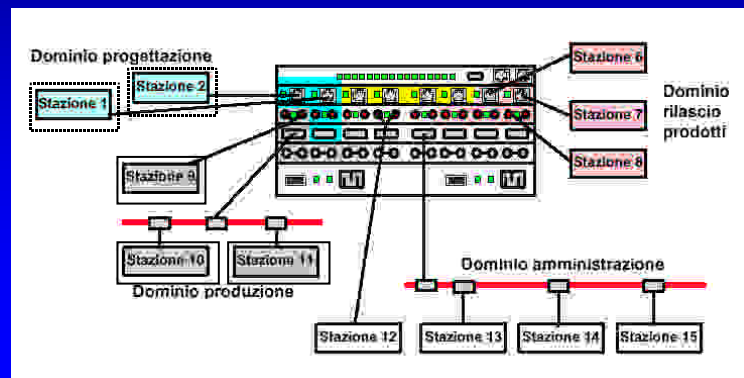 Dominio progettazione
Stazione 2
Stazione 1
Stazione 6
Dominio
rilascio
prodotti
Stazione 7
Stazione 8
Stazione 9
Stazione 10
Stazione 11
Dominio produzione
Dominio amministrazione
Stazione 12
Stazione 13
Stazione 14
Stazione 15